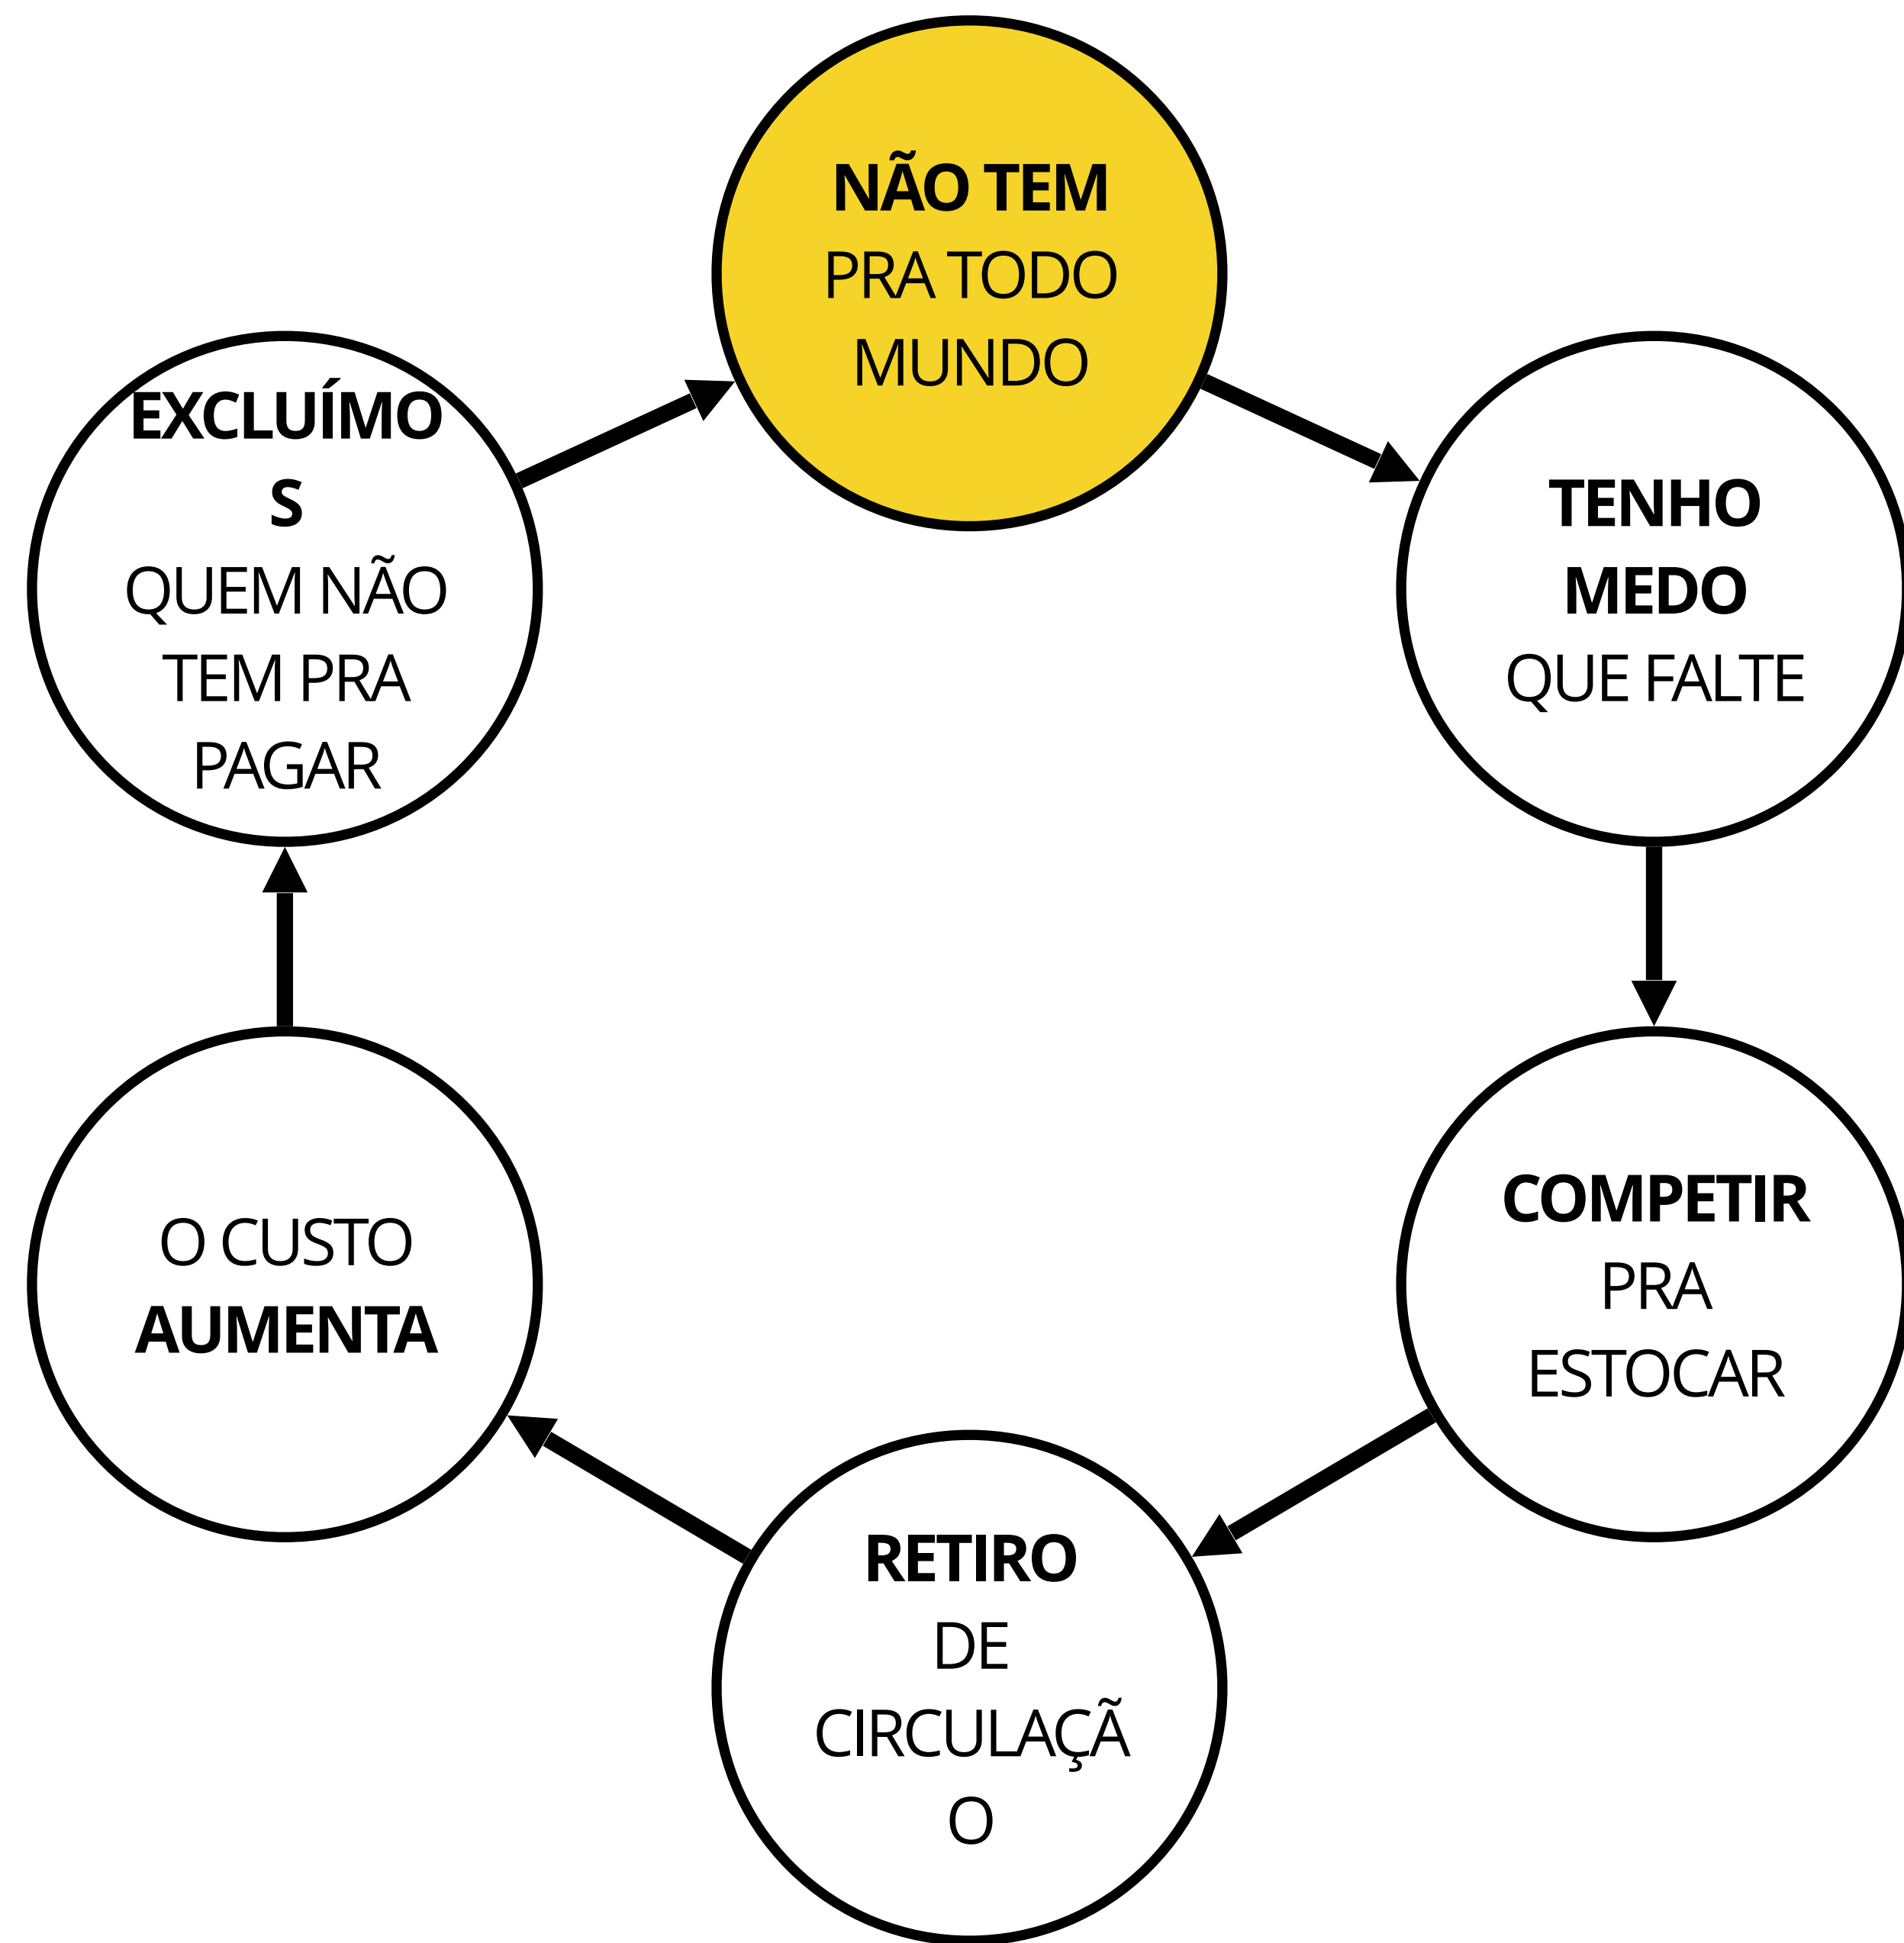 NÃO TEM
PRA TODO
MUNDO
TENHO
MEDO
QUE FALTE
COMPETIR
PRA
ESTOCAR
RETIRO
DE
CIRCULAÇÃ
O
O CUSTO
AUMENTA
EXCLUÍMO
S
QUEM NÃO
TEM PRA
PAGAR